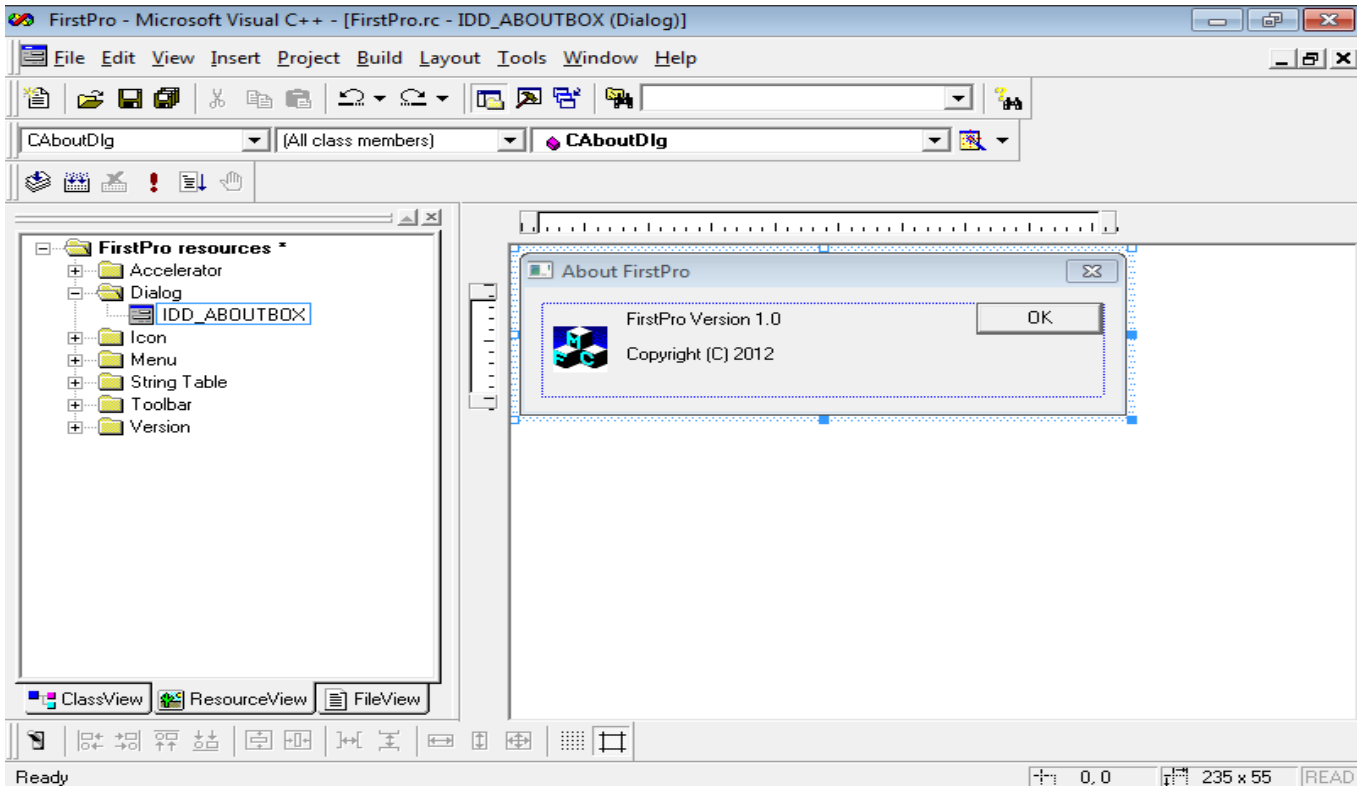 FirstPro - Microsoft Visual C++ - [FirstPro.rc - IDD_ABOUTBOX (Dialog)]
File Edit View Insert Project Build Layout Tools Window Help
CAboutDlg (All class members) CAboutDlg
FirstPro resources *
Accelerator
Dialog
IDD_ABOUTBOX
Icon
Menu
String Table
Toolbar
Version
About FirstPro
FirstPro Version 1.0 OK
Copyright (C) 2012
M
S C
ClassView ResourceView FileView
Ready 0, 0 235 x 55 READ